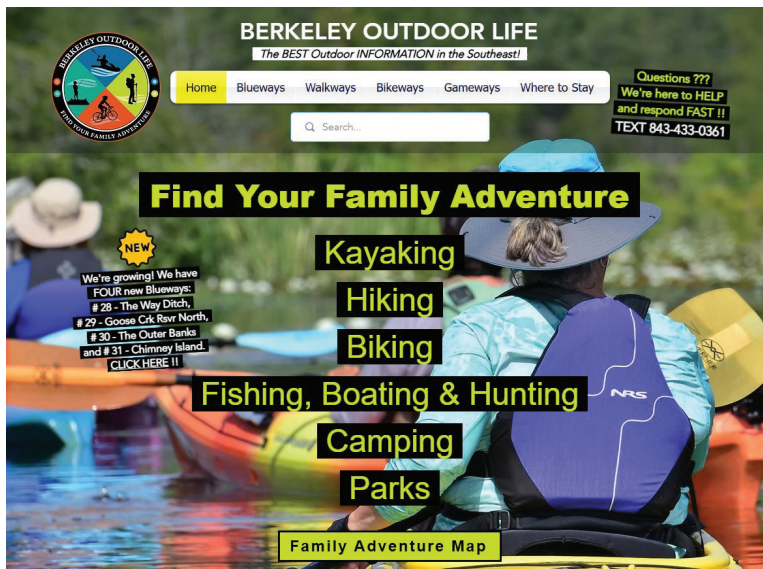 BERKELEY OUTDOOR LIFE
The BEST Outdoor INFORMATION in the Southeast!
BERKELEY OUTDOOR LIFE
FIND YOUR FAMILY ADVENTURE
Home Blueways Walkways Bikeways Gameways Where to Stay
Search...
Questions ???
We're here to HELP
and respond FAST !!
TEXT 843-433-0361
Find Your Family Adventure
NEW
We're growing! We have
FOUR new Blueways:
# 28 - The Way Ditch,
# 29 - Goose Crk Rsvr North,
# 30 - The Outer Banks
and # 31 - Chimney Island.
CLICK HERE !!
Kayaking
Hiking
Biking
Fishing, Boating & Hunting
Camping
Parks
NRS
Family Adventure Map